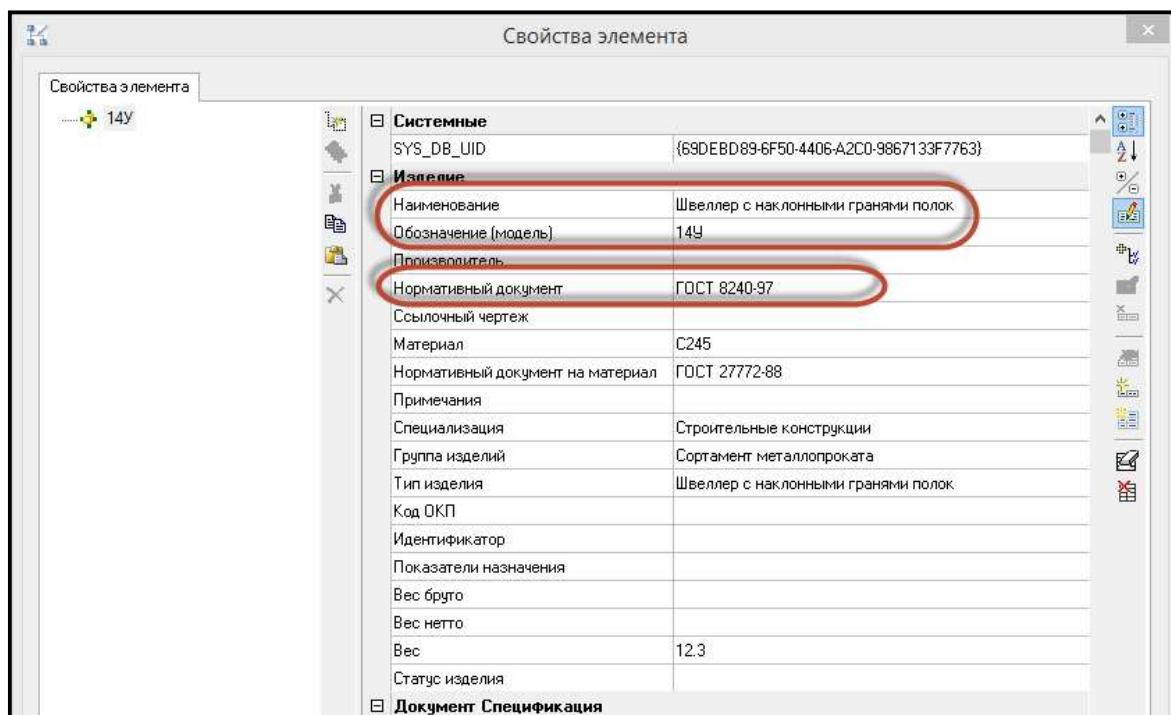 Свойства элемента
Свойства элемента
14У
Системные
SYS_DB_UID {69DEBD89-6F50-4406-A2C0-9867133F7763}
Изделие
Наименование Швеллер с наклонными гранями полок
Обозначение (модель) 14У
Производитель
Нормативный документ ГОСТ 8240-97
Ссылочный чертеж
Материал С245
Нормативный документ на материал ГОСТ 27772-88
Примечания
Специализация Строительные конструкции
Группа изделий Сортамент металлопроката
Тип изделия Швеллер с наклонными гранями полок
Код ОКП
Идентификатор
Показатели назначения
Вес брутто
Вес нетто
Вес 12.3
Статус изделия
Документ Спецификация